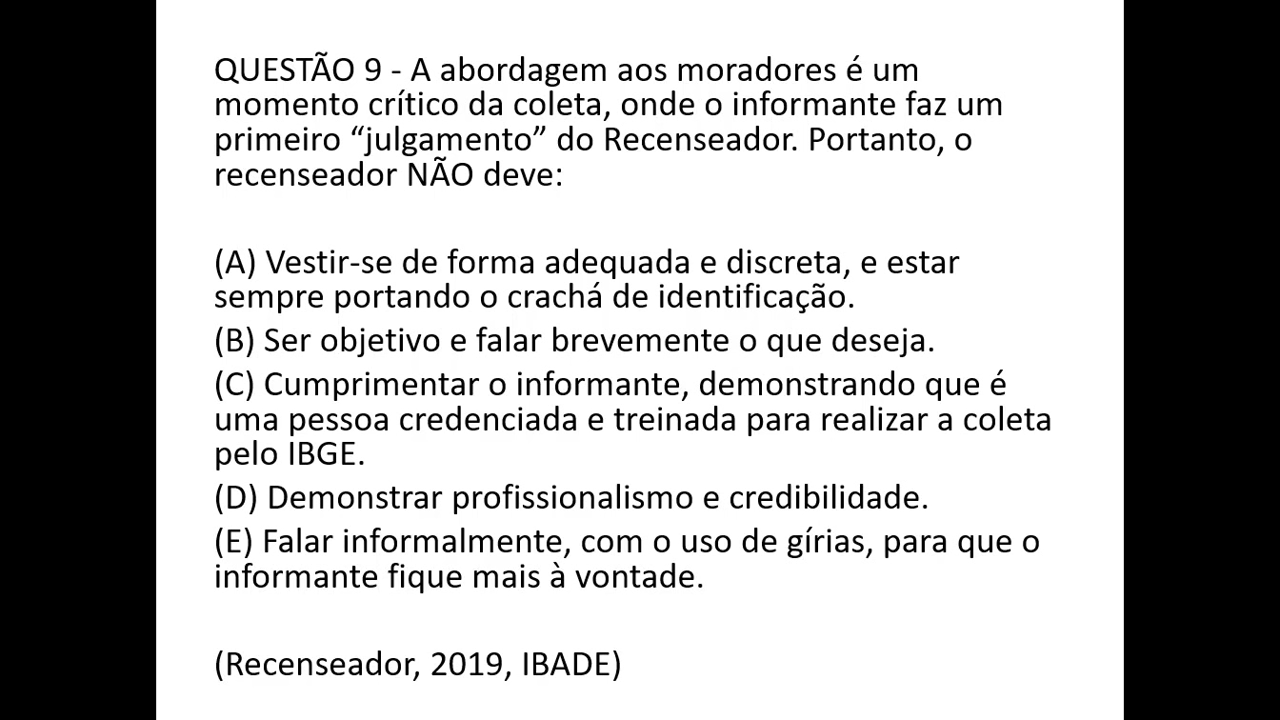 QUESTÃO 9 - A abordagem aos moradores é um
momento crítico da coleta, onde o informante faz um
primeiro “julgamento” do Recenseador. Portanto, o
recenseador NÃO deve:
(A) Vestir-se de forma adequada e discreta, e estar
sempre portando o crachá de identificação.
(B) Ser objetivo e falar brevemente o que deseja.
(C) Cumprimentar o informante, demonstrando que é
uma pessoa credenciada e treinada para realizar a coleta
pelo IBGE.
(D) Demonstrar profissionalismo e credibilidade.
(E) Falar informalmente, com o uso de gírias, para que o
informante fique mais à vontade.
(Recenseador, 2019, IBADE)